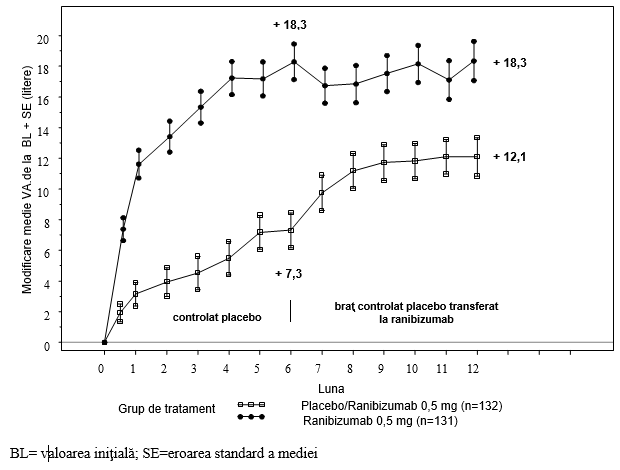 + 18,3
20
18
16
14
12
10
8
6
4
2
0
Modificare medie VA de la BL + SE (litere)
+ 18,3
+ 12,1
+ 7,3
controlat placebo
braţ controlat placebo transferat
la ranibizumab
0 1 2 3 4 5 6 7 8 9 10 11 12
Luna
Grup de tratament
Placebo/Ranibizumab 0,5 mg (n=132)
Ranibizumab 0,5 mg (n=131)
BL= valoarea iniţială; SE=eroarea standard a mediei